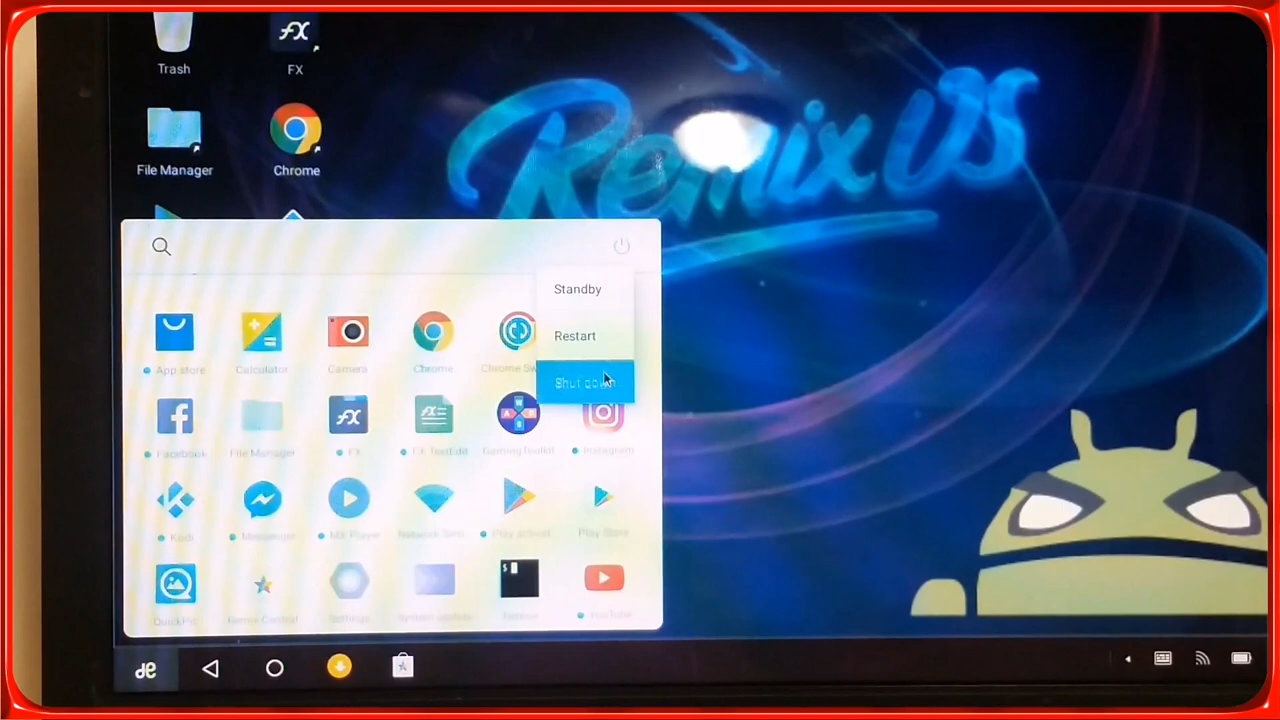 Trash
FX
File Manager
Chrome
Remix OS
Standby
Restart
Shut down
App store
Calculator
Camera
Chrome
Chrome Sw
Facebook
File Manager
FX
FX TextEdit
GamingToolkit
Instagram
Kodi
Messenger
MX Player
Play Store
QuickPic
Remix Central
Settings
System update
Termux
YouTube